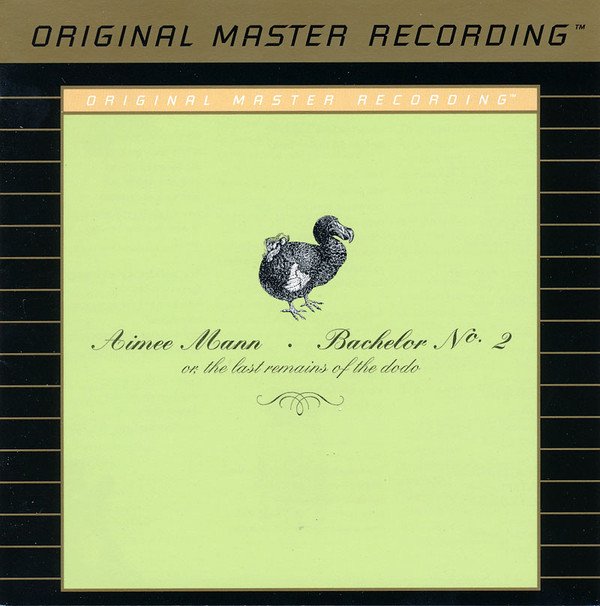 ORIGINAL MASTER RECORDING™
ORIGINAL MASTER RECORDING™
Aimee Mann . Bachelor No. 2
or, the last remains of the dodo